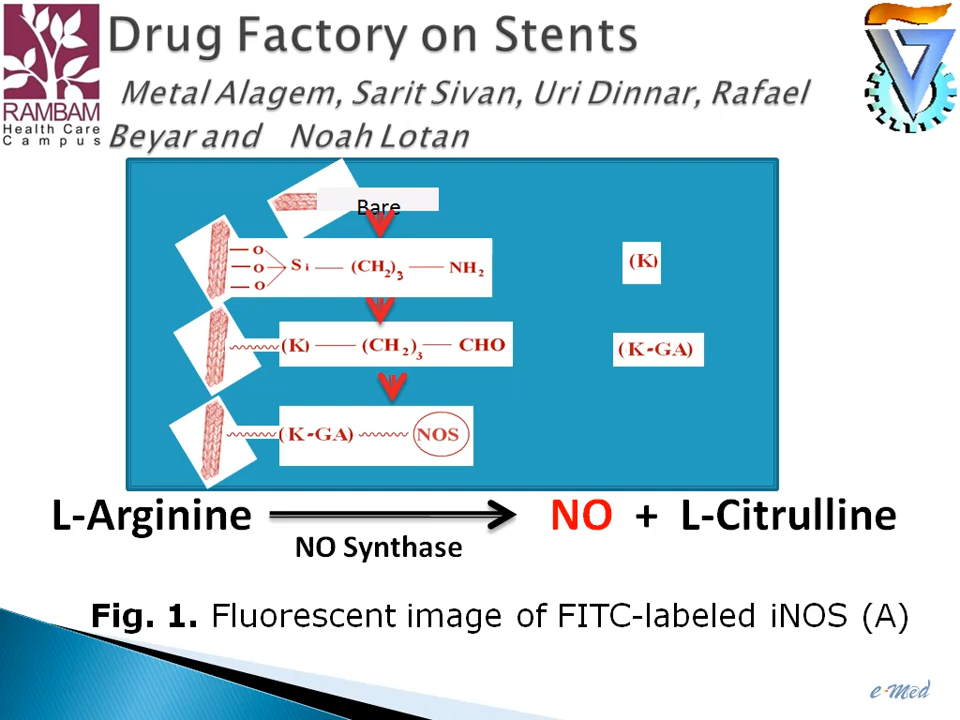 Drug Factory on Stents
Metal Alagem, Sarit Sivan, Uri Dinnar, Rafael
Beyar and Noah Lotan
RAMBAM
Health Care
Campus
Bare
O
O Si (CH2)3 NH2
O
(K)
(K) (CH2)3 CHO
(K-GA)
(K-GA) NOS
L-Arginine NO + L-Citrulline
NO Synthase
Fig. 1. Fluorescent image of FITC-labeled iNOS (A)
e-Med